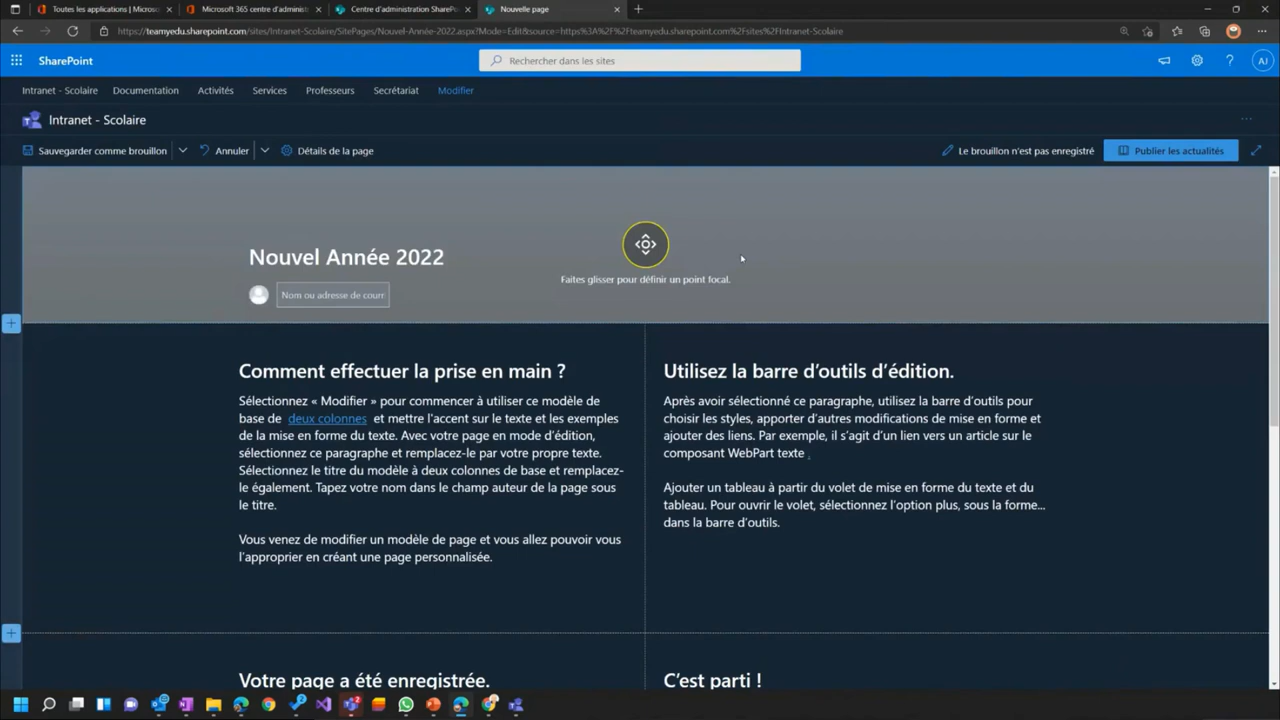 Toutes les applications | Micros
Microsoft 365 centre d'administ
Centre d'administration SharePo
Nouvelle page
https://teamyedu.sharepoint.com/sites/Intranet-Scolaire/SitePages/Nouvel-Année-2022.aspx?Mode=Edit&source=https%3A%2F%2Fteamyedu.sharepoint.com%2Fsites%2FIntranet-Scolaire
SharePoint
Rechercher dans les sites
AJ
Intranet - Scolaire
Documentation
Activités
Services
Professeurs
Secrétariat
Modifier
Intranet - Scolaire
Sauvegarder comme brouillon
Annuler
Détails de la page
Le brouillon n'est pas enregistré
Publier les actualités
Nouvel Année 2022
Faites glisser pour définir un point focal.
Nom ou adresse de courr
Comment effectuer la prise en main ?
Sélectionnez « Modifier » pour commencer à utiliser ce modèle de
base de deux colonnes et mettre l'accent sur le texte et les exemples
de la mise en forme du texte. Avec votre page en mode d'édition,
sélectionnez ce paragraphe et remplacez-le par votre propre texte.
Sélectionnez le titre du modèle à deux colonnes de base et remplacez-
le également. Tapez votre nom dans le champ auteur de la page sous
le titre.
Vous venez de modifier un modèle de page et vous allez pouvoir vous
l'approprier en créant une page personnalisée.
Utilisez la barre d'outils d'édition.
Après avoir sélectionné ce paragraphe, utilisez la barre d'outils pour
choisir les styles, apporter d'autres modifications de mise en forme et
ajouter des liens. Par exemple, il s'agit d'un lien vers un article sur le
composant WebPart texte .
Ajouter un tableau à partir du volet de mise en forme du texte et du
tableau. Pour ouvrir le volet, sélectionnez l'option plus, sous la forme...
dans la barre d'outils.
Votre page a été enregistrée.
C'est parti !